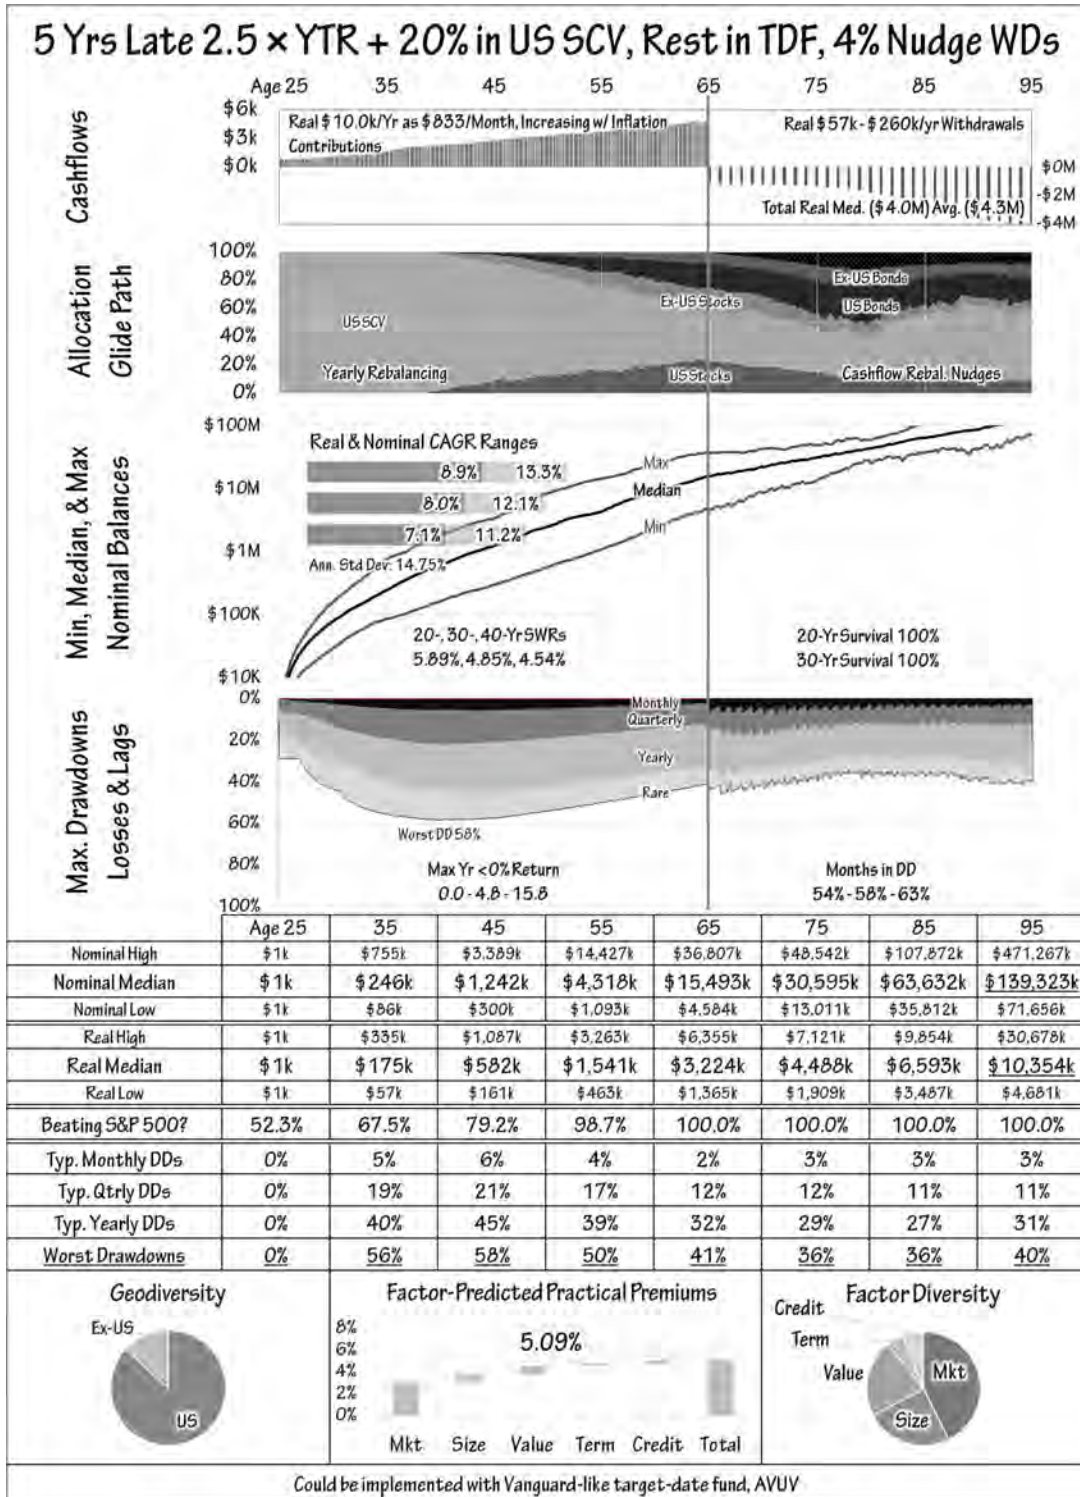 5 Yrs Late 2.5 × YTR + 20% in US SCV, Rest in TDF, 4% Nudge WDs
Age 25 35 45 55 65 75 85 95
Cashflows
$6k
$3k
$0k
Real $10.0k/Yr as $833/Month, Increasing w/ Inflation
Contributions
Real $57k - $260k/yr Withdrawals
Total Real Med. ($4.0M) Avg. ($4.3M)
$0M
-$2M
-$4M
Allocation
Glide Path
100%
80%
60%
40%
20%
0%
US SCV
Yearly Rebalancing
Ex-US Stocks
US Stocks
Ex-US Bonds
US Bonds
Cashflow Rebal. Nudges
Min, Median, & Max
Nominal Balances
$100M
$10M
$1M
$100K
$10K
Real & Nominal CAGR Ranges
8.9% 13.3%
8.0% 12.1%
7.1% 11.2%
Ann. Std Dev: 14.75%
Max
Median
Min
20-, 30-, 40-Yr SWRs
5.89%, 4.85%, 4.54%
20-Yr Survival 100%
30-Yr Survival 100%
Max. Drawdowns
Losses & Lags
0%
20%
40%
60%
80%
100%
Monthly
Quarterly
Yearly
Rare
Worst DD 58%
Max Yr <0% Return
0.0 - 4.8 - 15.8
Months in DD
54% - 58% - 63%
Age 25 35 45 55 65 75 85 95
Nominal High $1k $755k $3,389k $14,427k $36,807k $48,542k $107,872k $471,267k
Nominal Median $1k $246k $1,242k $4,318k $15,493k $30,595k $63,632k $139,323k
Nominal Low $1k $86k $300k $1,093k $4,584k $13,011k $35,812k $71,656k
Real High $1k $335k $1,087k $3,263k $6,355k $7,121k $9,854k $30,678k
Real Median $1k $175k $582k $1,541k $3,224k $4,488k $6,593k $10,354k
Real Low $1k $57k $161k $463k $1,365k $1,909k $3,487k $4,681k
Beating S&P 500? 52.3% 67.5% 79.2% 98.7% 100.0% 100.0% 100.0% 100.0%
Typ. Monthly DDs 0% 5% 6% 4% 2% 3% 3% 3%
Typ. Qtrly DDs 0% 19% 21% 17% 12% 12% 11% 11%
Typ. Yearly DDs 0% 40% 45% 39% 32% 29% 27% 31%
Worst Drawdowns 0% 56% 58% 50% 41% 36% 36% 40%
Geodiversity
Ex-US
US
Factor-Predicted Practical Premiums
8%
6%
4%
2%
0%
5.09%
Mkt Size Value Term Credit Total
Factor Diversity
Credit
Term
Value
Mkt
Size
Could be implemented with Vanguard-like target-date fund, AVUV